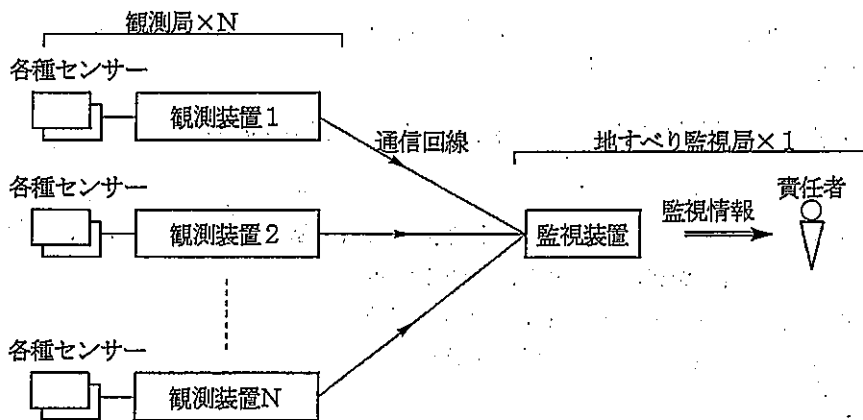 観測局×N
各種センサー
観測装置1
通信回線
地すべり監視局×1
各種センサー
観測装置2
監視装置
監視情報
責任者
各種センサー
観測装置N